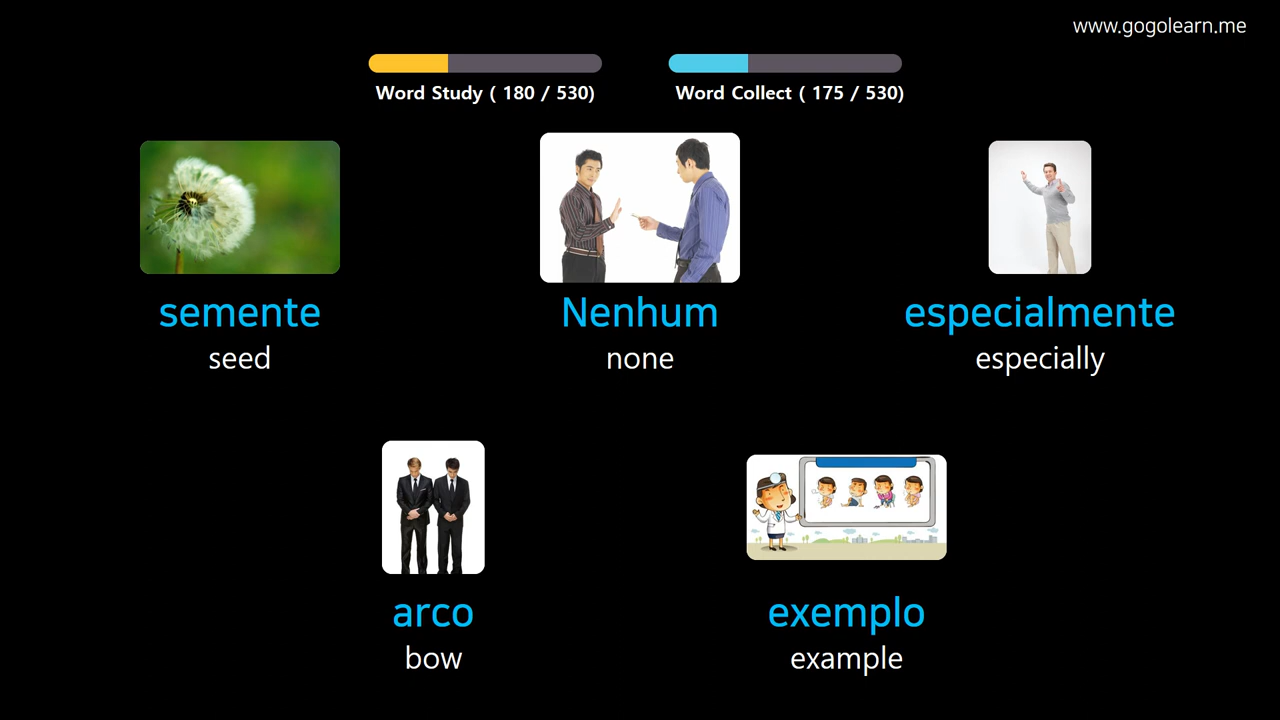 www.gogolearn.me
Word Study ( 180 / 530)
Word Collect ( 175 / 530)
semente
seed
Nenhum
none
especialmente
especially
arco
bow
exemplo
example